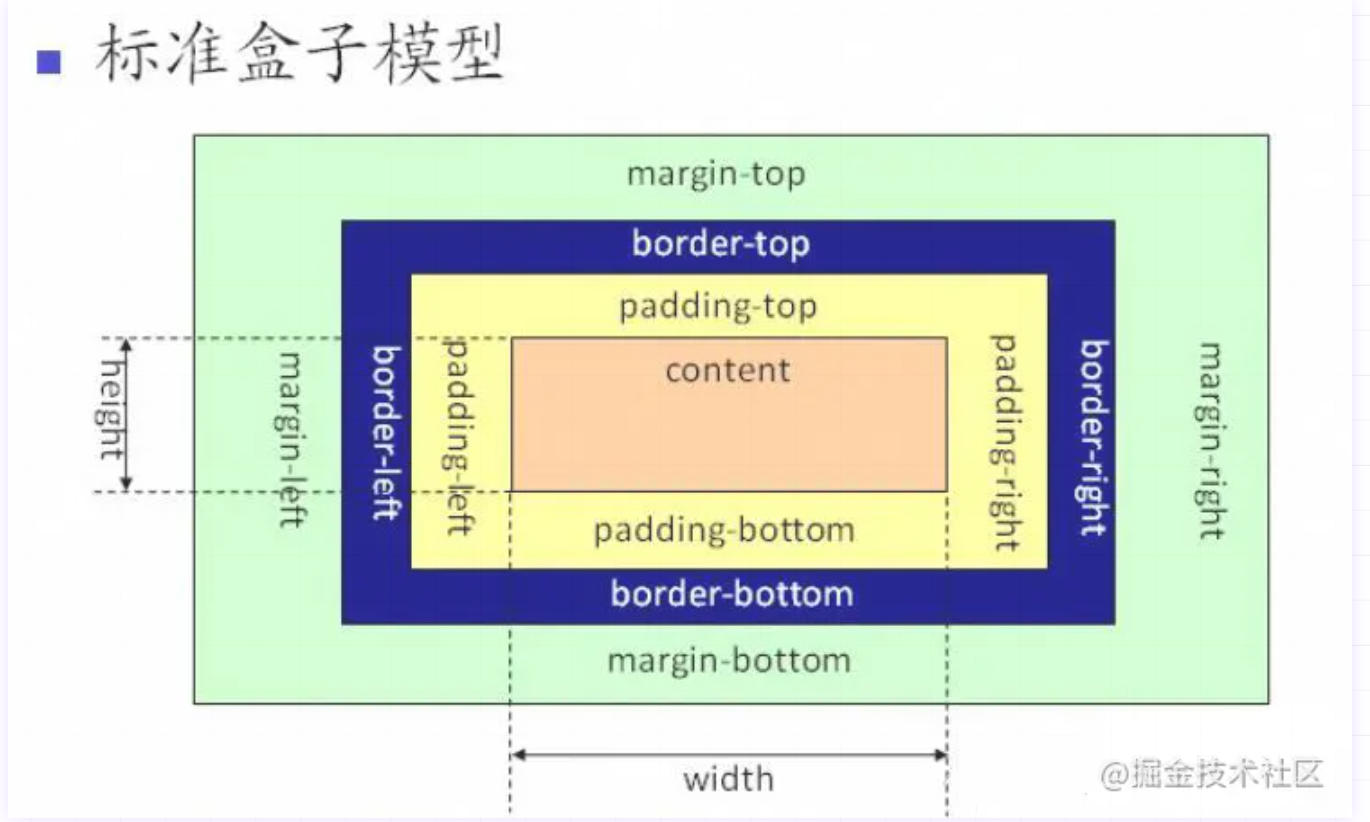 标准盒子模型
margin-top
border-top
padding-top
content
height
margin-left
border-left
padding-left
padding-right
border-right
margin-right
padding-bottom
border-bottom
margin-bottom
width
@掘金技术社区